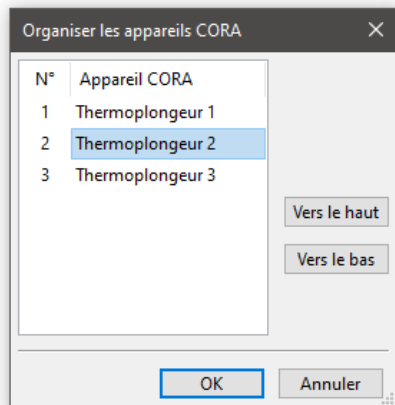 Organiser les appareils CORA
N° Appareil CORA
1 Thermoplongeur 1
2 Thermoplongeur 2
3 Thermoplongeur 3
Vers le haut
Vers le bas
OK Annuler